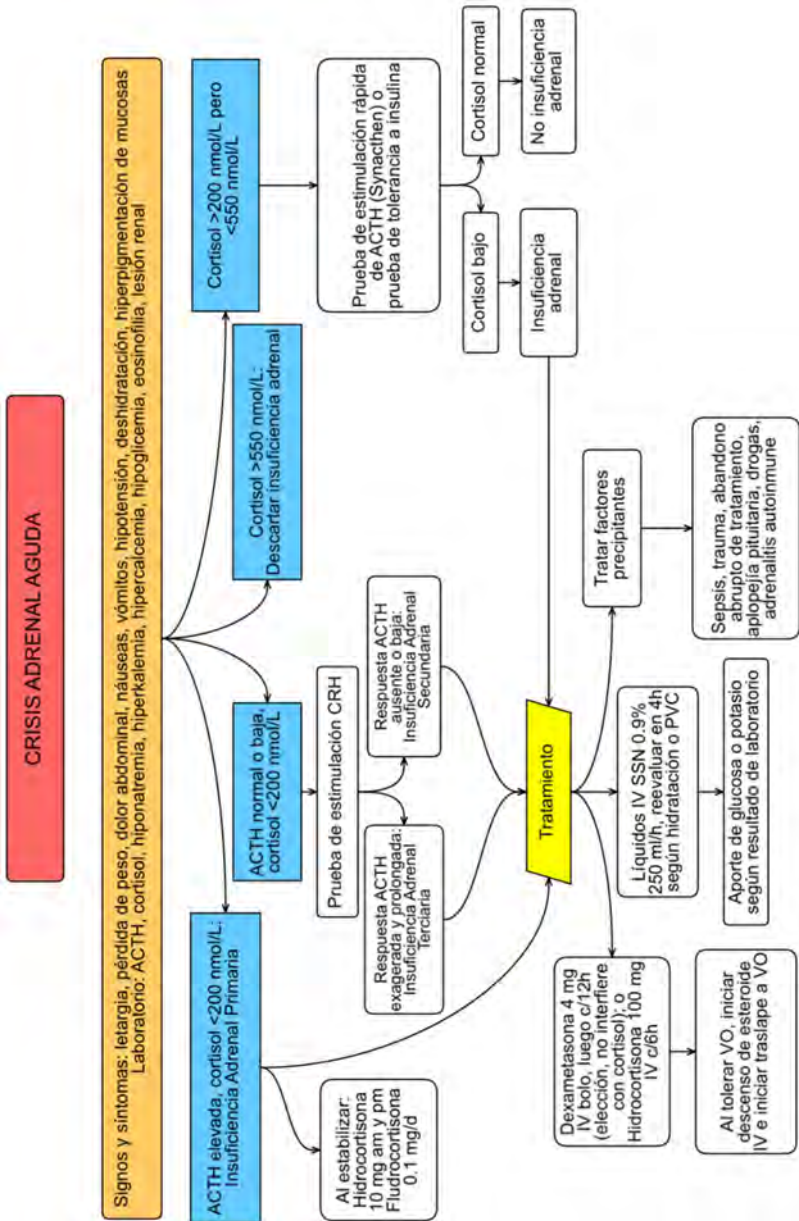 CRISIS ADRENAL AGUDA
Signos y síntomas: letargia, pérdida de peso, dolor abdominal, náuseas, vómitos, hipotensión, deshidratación, hiperpigmentación de mucosas
Laboratorio: ACTH, cortisol, hiponatremia, hiperkalemia, hipercalcemia, hipoglicemia, eosinofilia, lesión renal
ACTH elevada, cortisol <200 nmol/L:
Insuficiencia Adrenal Primaria
ACTH normal o baja,
cortisol <200 nmol/L
Cortisol >550 nmol/L:
Descartar insuficiencia adrenal
Cortisol >200 nmol/L pero
<550 nmol/L
Al estabilizar:
Hidrocortisona
10 mg am y pm
Fludrocortisona
0.1 mg/d
Prueba de estimulación CRH
Respuesta ACTH
exagerada y prolongada:
Insuficiencia Adrenal
Terciaria
Respuesta ACTH
ausente o baja:
Insuficiencia Adrenal
Secundaria
Prueba de estimulación rápida
de ACTH (Synacthen) o
prueba de tolerancia a insulina
Cortisol bajo
Cortisol normal
Insuficiencia
adrenal
No insuficiencia
adrenal
Tratamiento
Dexametasona 4 mg
IV bolo, luego c/12h
(elección, no interfiere
con cortisol); o
Hidrocortisona 100 mg
IV c/6h
Líquidos IV SSN 0.9%
250 ml/h, reevaluar en 4h
según hidratación o PVC
Tratar factores
precipitantes
Al tolerar VO, iniciar
descenso de esteroide
IV e iniciar traslape a VO
Aporte de glucosa o potasio
según resultado de laboratorio
Sepsis, trauma, abandono
abrupto de tratamiento,
aplopejía pituitaria, drogas,
adrenalitis autoinmune